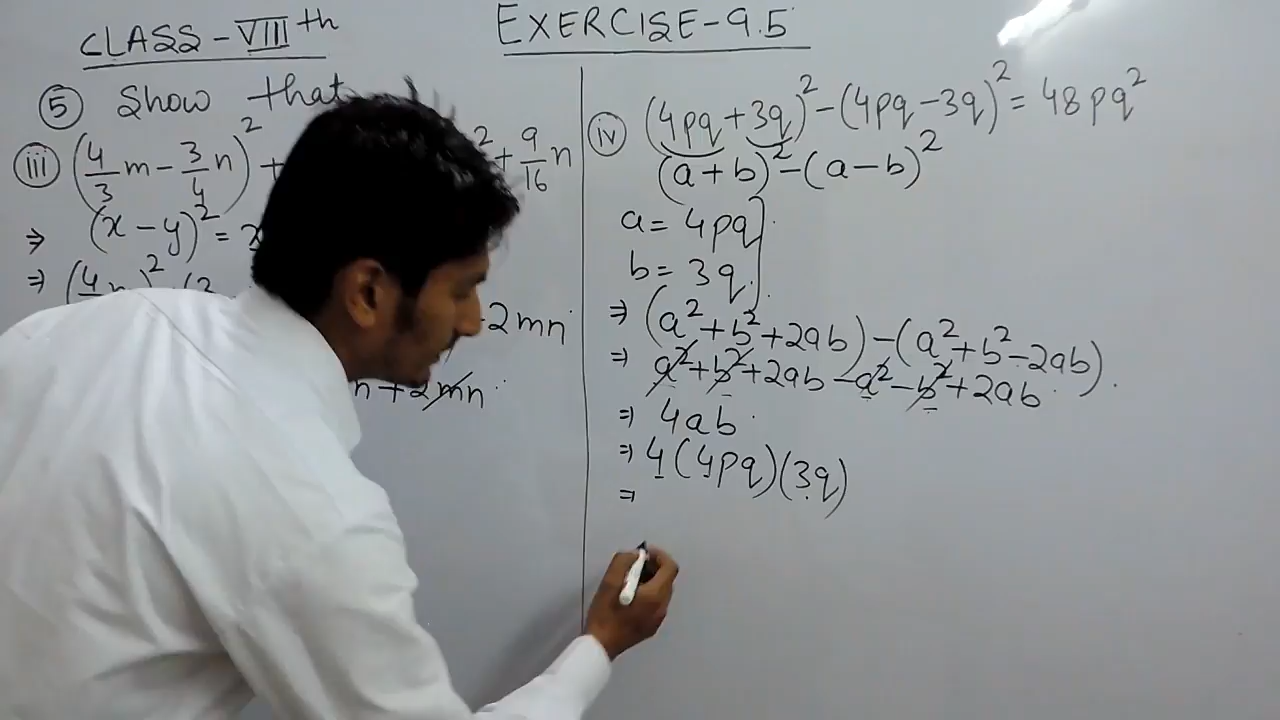 CLASS - VIIIth
EXERCISE-9.5
⑤ Show that
iii (4/3 m - 3/4 n)² +
² + 9/16 n
⇒ (x - y)² =
⇒ (4
- 2mn
n + 2mn
iv (4pq + 3q)² - (4pq - 3q)² = 48pq²
(a + b)² - (a - b)²
a = 4pq
b = 3q
⇒ (a² + b² + 2ab) - (a² + b² - 2ab).
⇒ a² + b² + 2ab - a² - b² + 2ab
⇒ 4ab
⇒ 4(4pq)(3q)
⇒